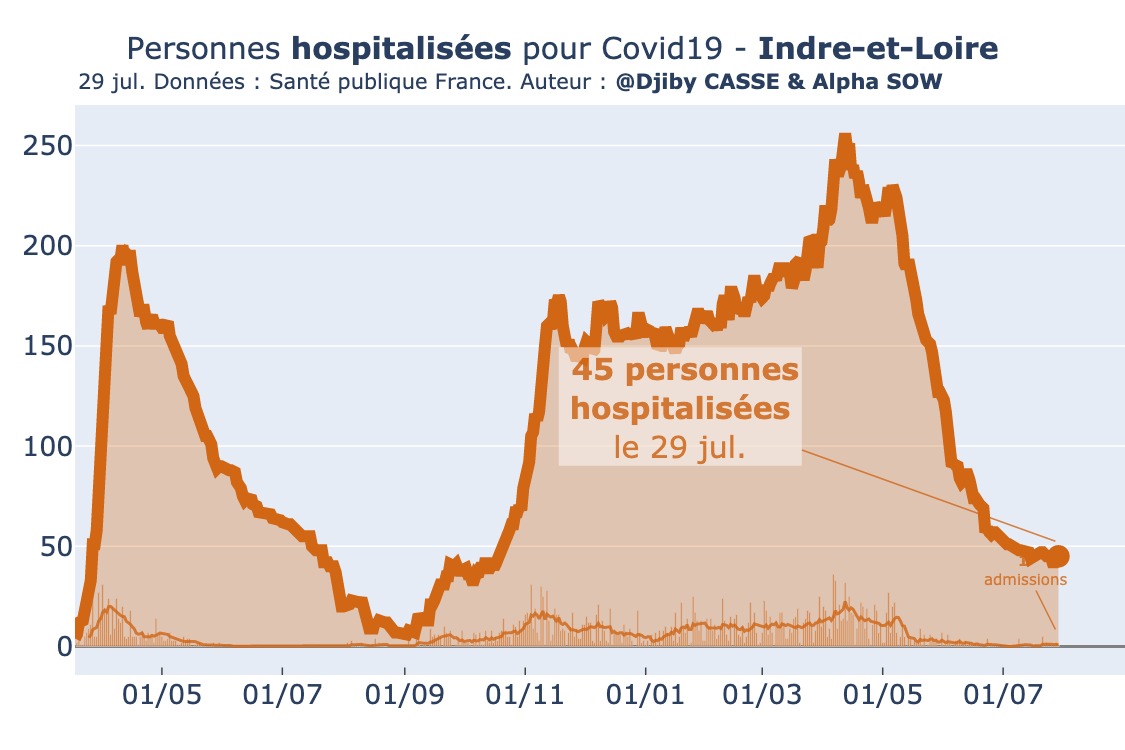 Personnes hospitalisées pour Covid19 - Indre-et-Loire
29 jul. Données : Santé publique France. Auteur : @Djiby CASSE & Alpha SOW
250
200
150
100
50
0
45 personnes
hospitalisées
le 29 jul.
admissions
01/05
01/07
01/09
01/11
01/01
01/03
01/05
01/07